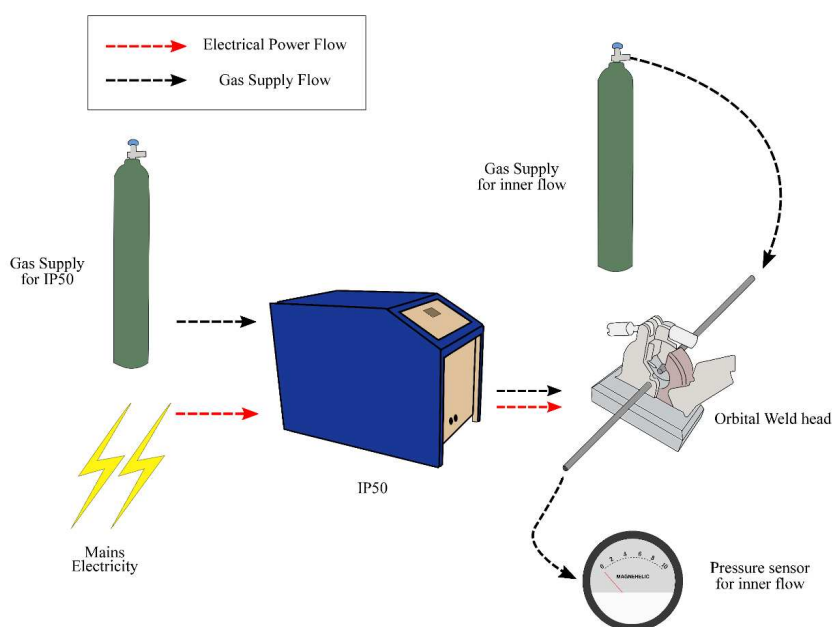 Electrical Power Flow
Gas Supply Flow
Gas Supply
for inner flow
Gas Supply
for IP50
IP50
Orbital Weld head
Mains
Electricity
0 2 4 6 8 10
MAGNEHELIC
Pressure sensor
for inner flow